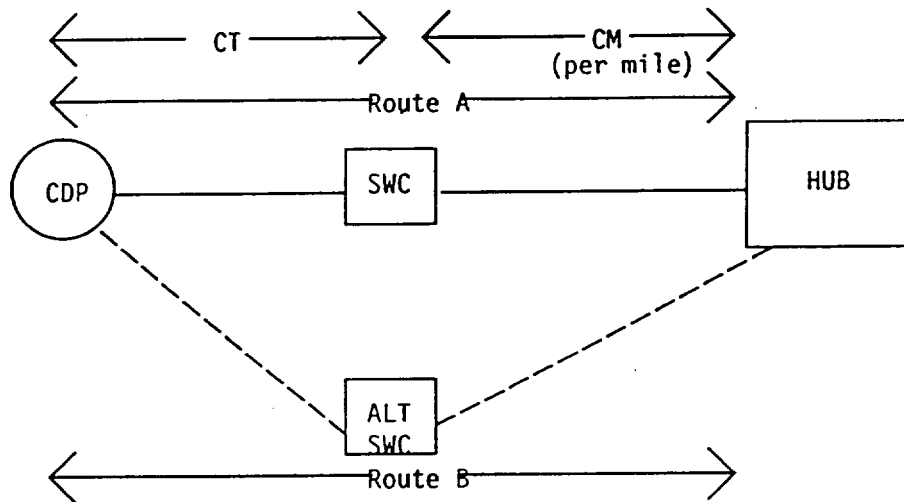 CT
CM
(per mile)
Route A
CDP
SWC
HUB
ALT
SWC
Route B